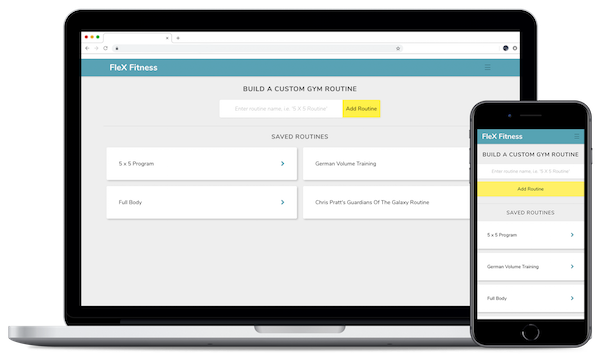 FleX Fitness
BUILD A CUSTOM GYM ROUTINE
Enter routine name, i.e. '5 X 5 Routine'
Add Routine
SAVED ROUTINES
5 x 5 Program
German Volume Training
Full Body
Chris Pratt's Guardians Of The Galaxy Routine
FleX Fitness
BUILD A CUSTOM GYM ROUTINE
Enter routine name, i.e. '5 X 5 Routine'
Add Routine
SAVED ROUTINES
5 x 5 Program
German Volume Training
Full Body